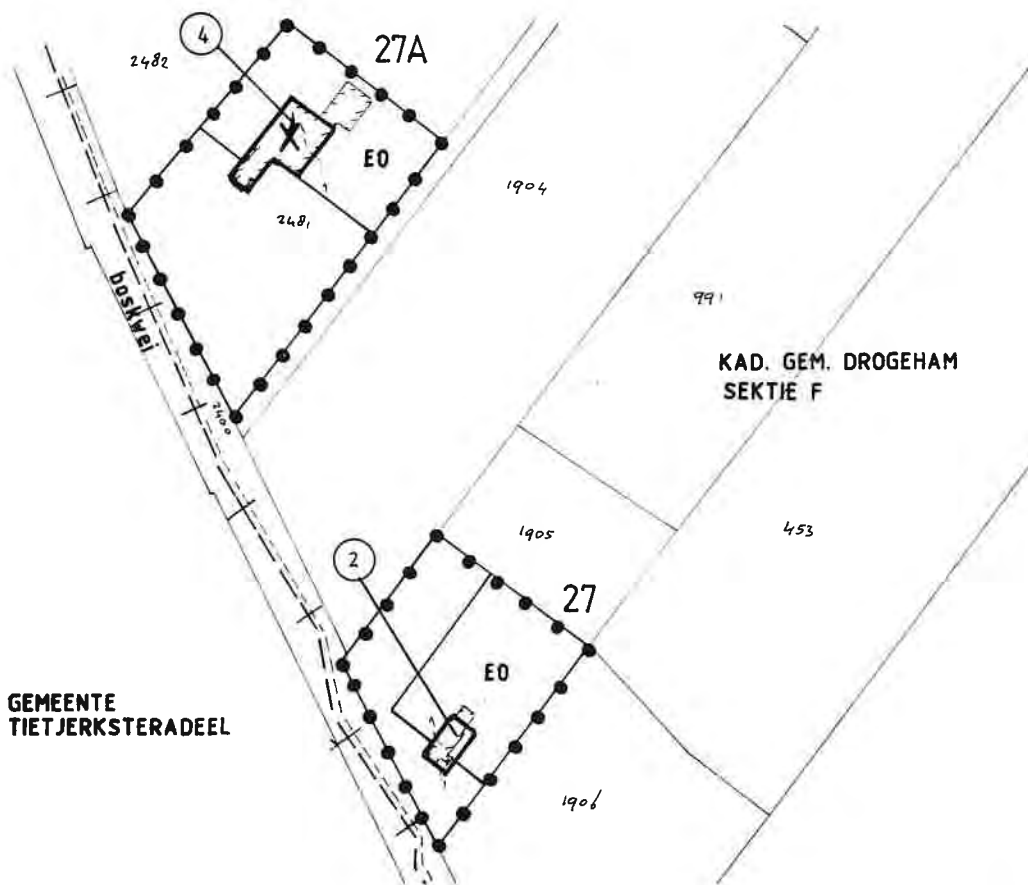 4
27A
2482
EO
1904
2481
991
boskwei
KAD. GEM. DROGEHAM
SEKTIE F
2400
1905
453
2
27
EO
GEMEENTE
TIETJERKSTERADEEL
1906